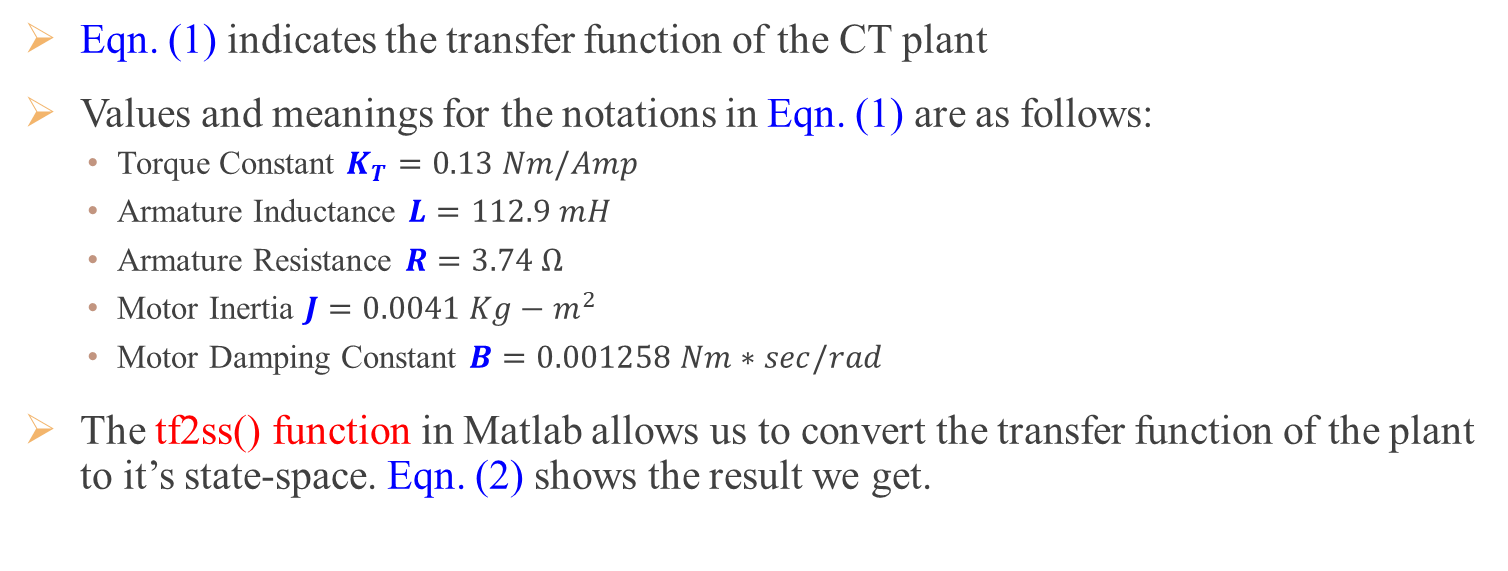 ➢ Eqn. (1) indicates the transfer function of the CT plant
➢ Values and meanings for the notations in Eqn. (1) are as follows:
• Torque Constant K_T = 0.13 Nm/Amp
• Armature Inductance L = 112.9 mH
• Armature Resistance R = 3.74 Ω
• Motor Inertia J = 0.0041 Kg − m²
• Motor Damping Constant B = 0.001258 Nm ∗ sec/rad
➢ The tf2ss() function in Matlab allows us to convert the transfer function of the plant
to it’s state-space. Eqn. (2) shows the result we get.